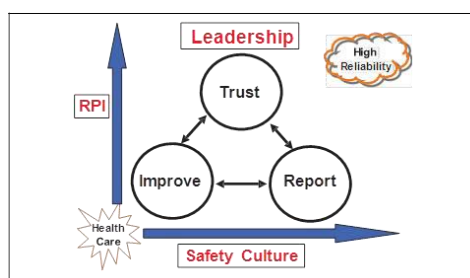 Leadership
High
Reliability
Trust
RPI
Improve
Report
Health
Care
Safety Culture